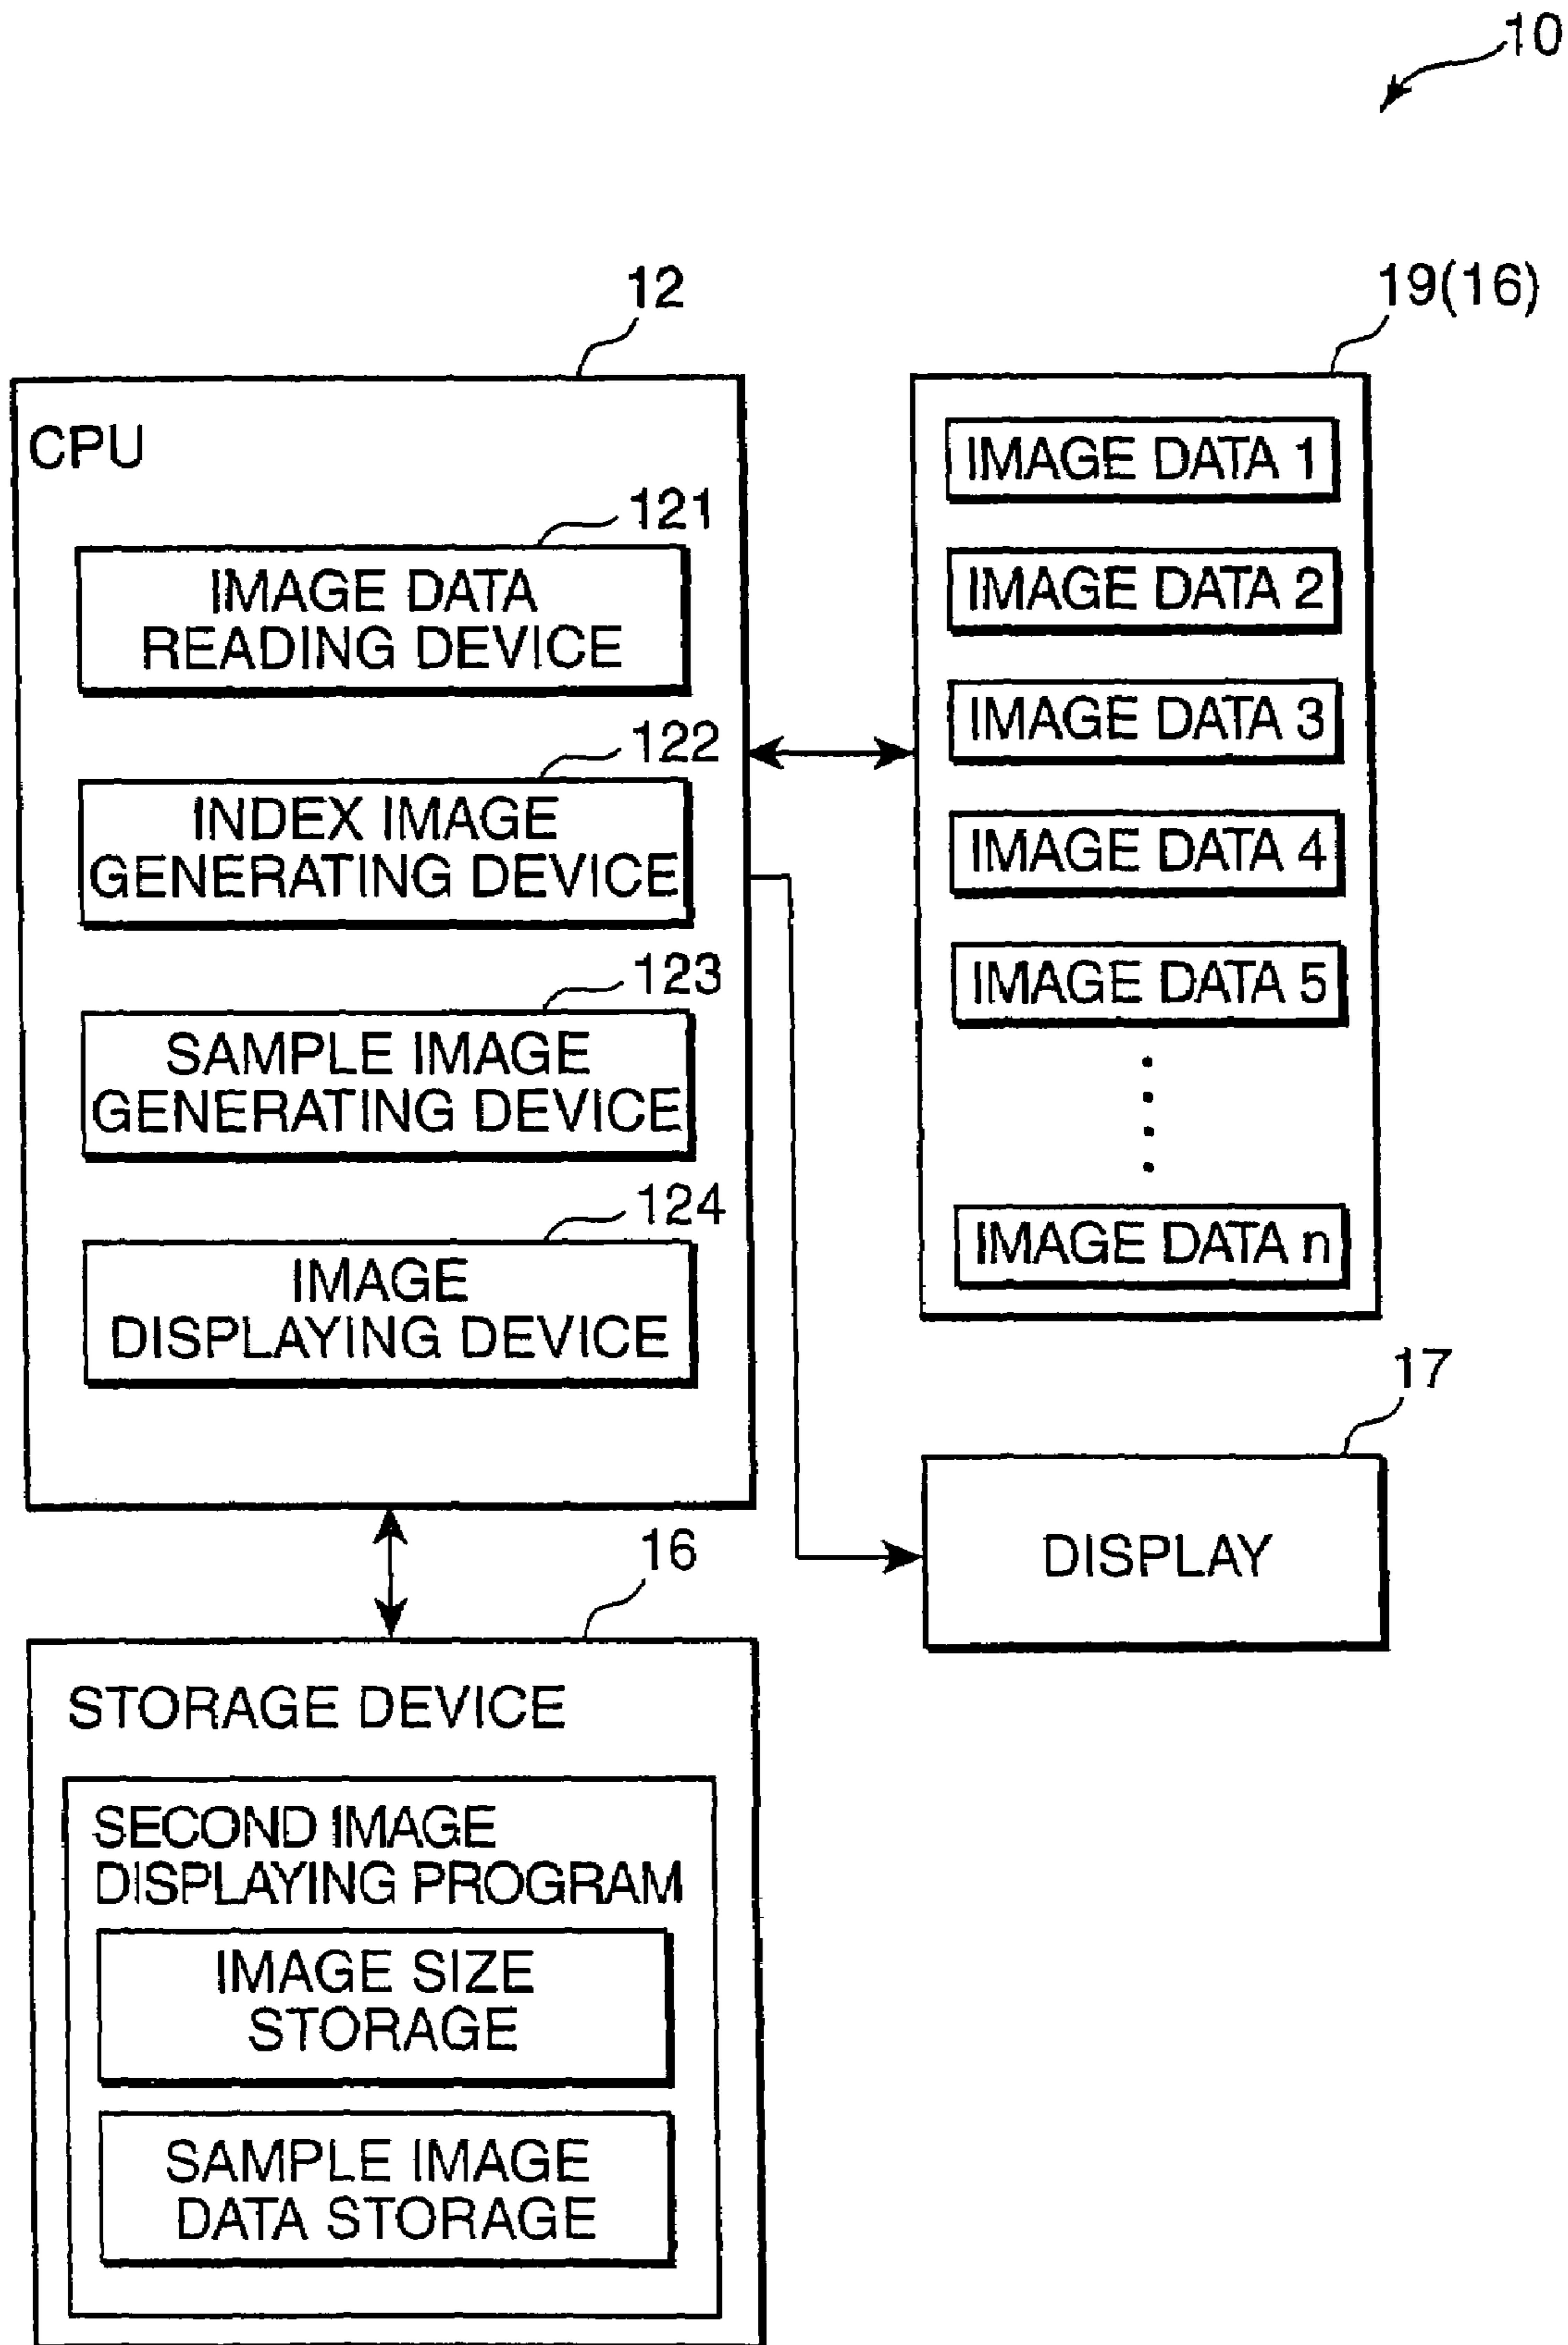 10
12
CPU
121
IMAGE DATA
READING DEVICE
122
INDEX IMAGE
GENERATING DEVICE
123
SAMPLE IMAGE
GENERATING DEVICE
124
IMAGE
DISPLAYING DEVICE
19(16)
IMAGE DATA 1
IMAGE DATA 2
IMAGE DATA 3
IMAGE DATA 4
IMAGE DATA 5
IMAGE DATA n
17
DISPLAY
16
STORAGE DEVICE
SECOND IMAGE
DISPLAYING PROGRAM
IMAGE SIZE
STORAGE
SAMPLE IMAGE
DATA STORAGE